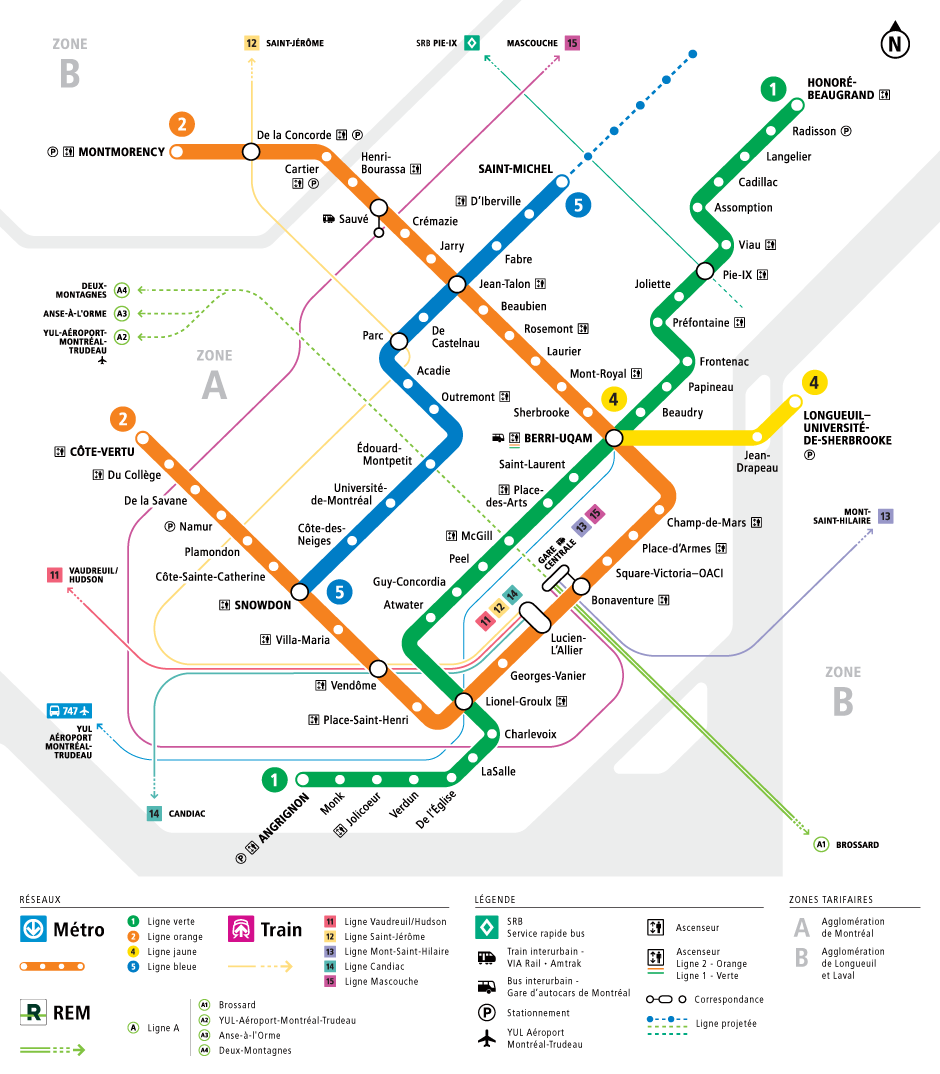 ZONE
B
12 SAINT-JÉRÔME
SRB PIE-IX
MASCOUCHE 15
N
1
HONORÉ-
BEAUGRAND
2
P MONTMORENCY
De la Concorde P
Cartier
P
Henri-
Bourassa
Radisson P
Langelier
SAINT-MICHEL
5
Cadillac
D'Iberville
Sauvé
Crémazie
Assomption
Jarry
Fabre
Viau
Pie-IX
Jean-Talon
Joliette
DEUX-
MONTAGNES A4
ANSE-À-L'ORME A3
YUL-AÉROPORT-
MONTRÉAL-
TRUDEAU A2
Beaubien
Préfontaine
Rosemont
Parc
De
Castelnau
Laurier
ZONE
A
Frontenac
Acadie
Mont-Royal
Papineau
4
4
Outremont
Sherbrooke
Beaudry
LONGUEUIL–
UNIVERSITÉ-
DE-SHERBROOKE
P
2
CÔTE-VERTU
BERRI-UQAM
Jean-
Drapeau
Édouard-
Montpetit
Saint-Laurent
Du Collège
Université-
de-Montréal
Place-
des-Arts
De la Savane
P Namur
Côte-des-
Neiges
McGill
GARE
CENTRALE
13
15
Champ-de-Mars
MONT-
SAINT-HILAIRE 13
Plamondon
Peel
Place-d'Armes
Côte-Sainte-Catherine
Guy-Concordia
Square-Victoria–OACI
11 VAUDREUIL/
HUDSON
SNOWDON
5
Atwater
11
12
14
Bonaventure
Villa-Maria
Lucien-
L'Allier
Vendôme
Georges-Vanier
ZONE
B
747
YUL
AÉROPORT
MONTRÉAL-
TRUDEAU
Place-Saint-Henri
Lionel-Groulx
Charlevoix
LaSalle
1
P ANGRIGNON
Monk
Jolicoeur
Verdun
De l'Église
14 CANDIAC
A1 BROSSARD
RÉSEAUX
Métro
1 Ligne verte
2 Ligne orange
4 Ligne jaune
5 Ligne bleue
Train
11 Ligne Vaudreuil/Hudson
12 Ligne Saint-Jérôme
13 Ligne Mont-Saint-Hilaire
14 Ligne Candiac
15 Ligne Mascouche
R REM
A Ligne A
A1 Brossard
A2 YUL-Aéroport-Montréal-Trudeau
A3 Anse-à-l'Orme
A4 Deux-Montagnes
LÉGENDE
SRB
Service rapide bus
Train interurbain -
VIA Rail - Amtrak
Bus interurbain -
Gare d'autocars de Montréal
P Stationnement
YUL Aéroport
Montréal-Trudeau
Ascenseur
Ascenseur
Ligne 2 - Orange
Ligne 1 - Verte
Correspondance
Ligne projetée
ZONES TARIFAIRES
A Agglomération
de Montréal
B Agglomération
de Longueuil
et Laval